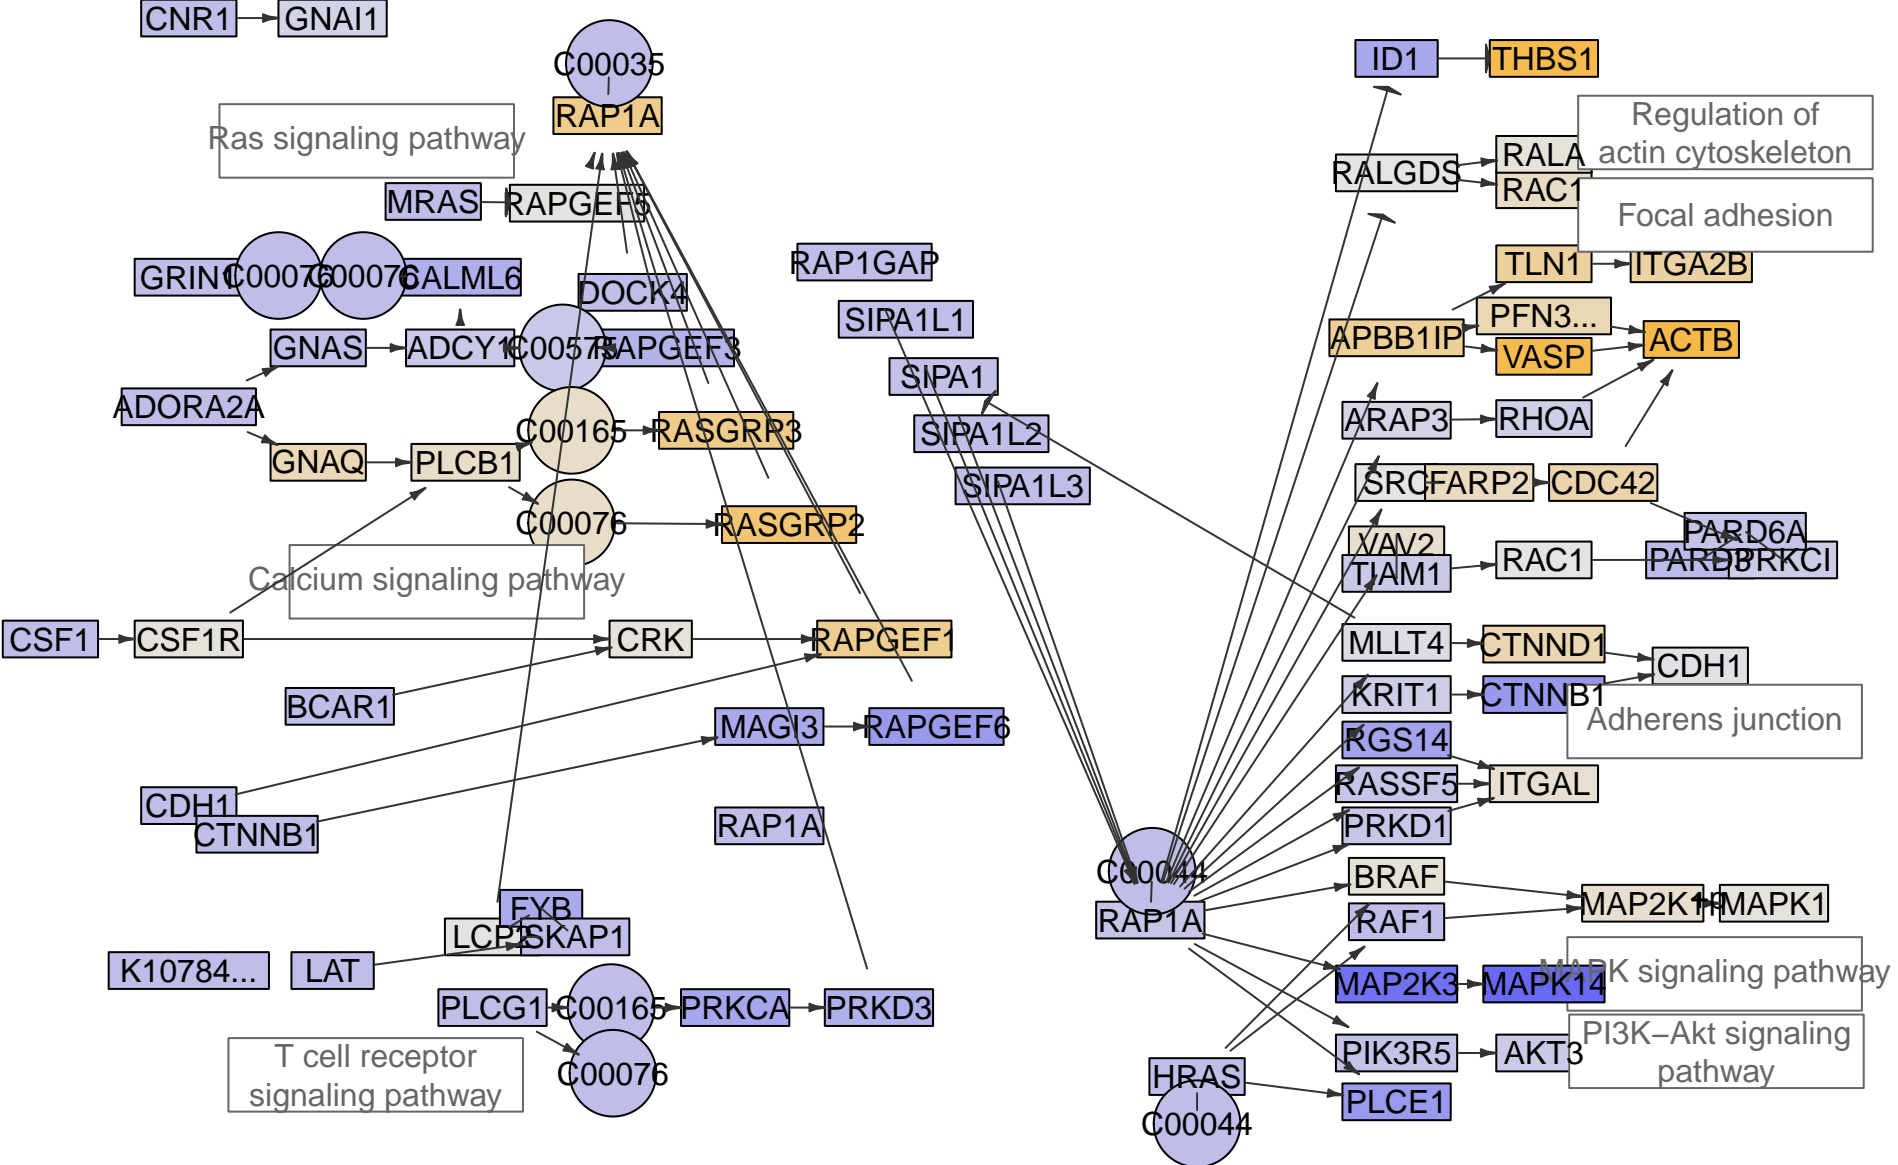 CNR1
GNAI1
C00035
RAP1A
Ras signaling pathway
MRAS
RAPGEF5
GRIN1
C00076
C00076
CALML6
DOCK4
GNAS
ADCY1
C00575
RAPGEF3
ADORA2A
GNAQ
PLCB1
C00165
RASGRP3
C00076
RASGRP2
Calcium signaling pathway
CSF1
CSF1R
CRK
RAPGEF1
BCAR1
MAGI3
RAPGEF6
CDH1
CTNNB1
RAP1A
FYB
LCP2
SKAP1
K10784...
LAT
PLCG1
C00165
PRKCA
PRKD3
T cell receptor
signaling pathway
C00076
RAP1GAP
SIPA1L1
SIPA1
SIPA1L2
SIPA1L3
C00044
RAP1A
HRAS
C00044
ID1
THBS1
Regulation of
actin cytoskeleton
RALGDS
RALA
RAC1
Focal adhesion
TLN1
ITGA2B
APBB1IP
PFN3...
VASP
ACTB
ARAP3
RHOA
SRC
FARP2
CDC42
VAV2
TIAM1
RAC1
PARD6A
PARD3
PRKCI
MLLT4
CTNND1
CDH1
KRIT1
CTNNB1
Adherens junction
RGS14
RASSF5
ITGAL
PRKD1
BRAF
RAF1
MAP2K1
+p
MAPK1
MAP2K3
MAPK14
MAPK signaling pathway
PIK3R5
AKT3
PI3K−Akt signaling
pathway
PLCE1